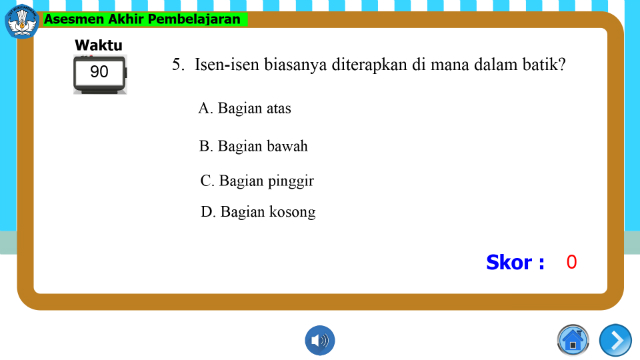 Asesmen Akhir Pembelajaran
Waktu
90
5. Isen-isen biasanya diterapkan di mana dalam batik?
A. Bagian atas
B. Bagian bawah
C. Bagian pinggir
D. Bagian kosong
Skor : 0